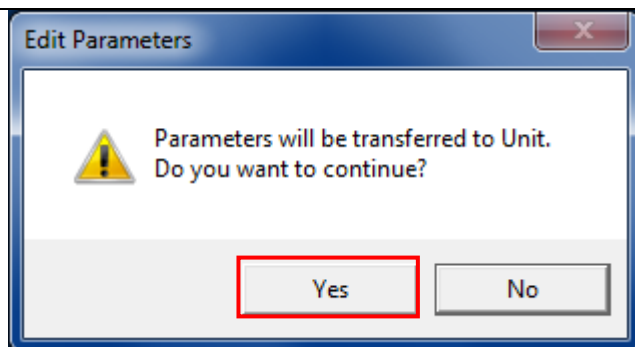 Edit Parameters
Parameters will be transferred to Unit.
Do you want to continue?
Yes
No